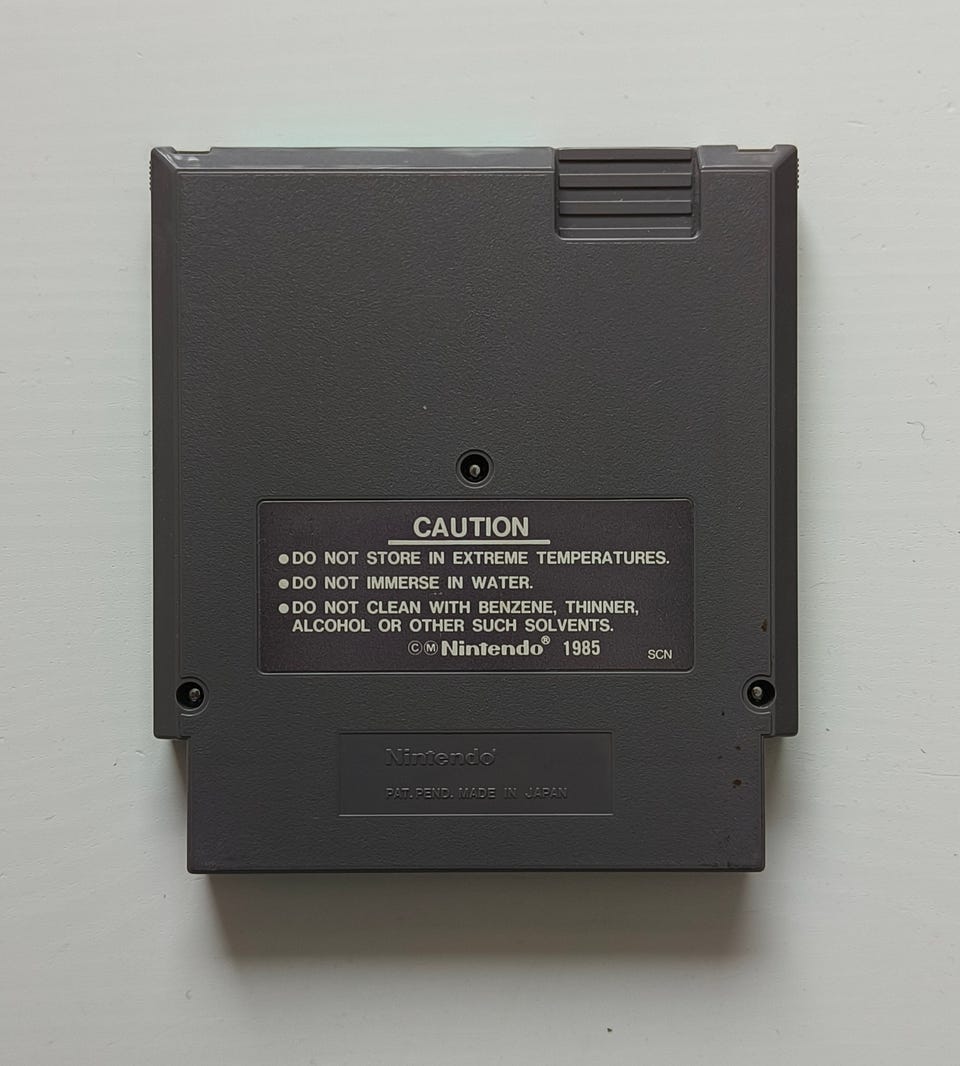 CAUTION
●DO NOT STORE IN EXTREME TEMPERATURES.
●DO NOT IMMERSE IN WATER.
●DO NOT CLEAN WITH BENZENE, THINNER,
ALCOHOL OR OTHER SUCH SOLVENTS.
©Ⓜ Nintendo® 1985
SCN
Nintendo®
PAT. PEND. MADE IN JAPAN